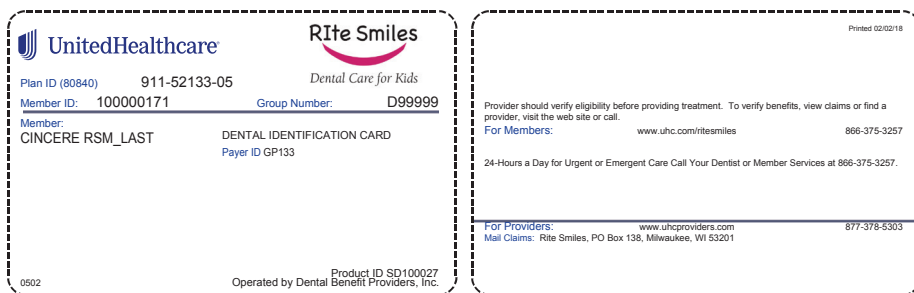 UnitedHealthcare®
RIte Smiles
Dental Care for Kids
Plan ID (80840) 911-52133-05
Member ID: 100000171 Group Number: D99999
Member:
CINCERE RSM_LAST
DENTAL IDENTIFICATION CARD
Payer ID GP133
Product ID SD100027
0502 Operated by Dental Benefit Providers, Inc.
Printed 02/02/18
Provider should verify eligibility before providing treatment. To verify benefits, view claims or find a
provider, visit the web site or call.
For Members: www.uhc.com/ritesmiles 866-375-3257
24-Hours a Day for Urgent or Emergent Care Call Your Dentist or Member Services at 866-375-3257.
For Providers: www.uhcproviders.com 877-378-5303
Mail Claims: Rite Smiles, PO Box 138, Milwaukee, WI 53201